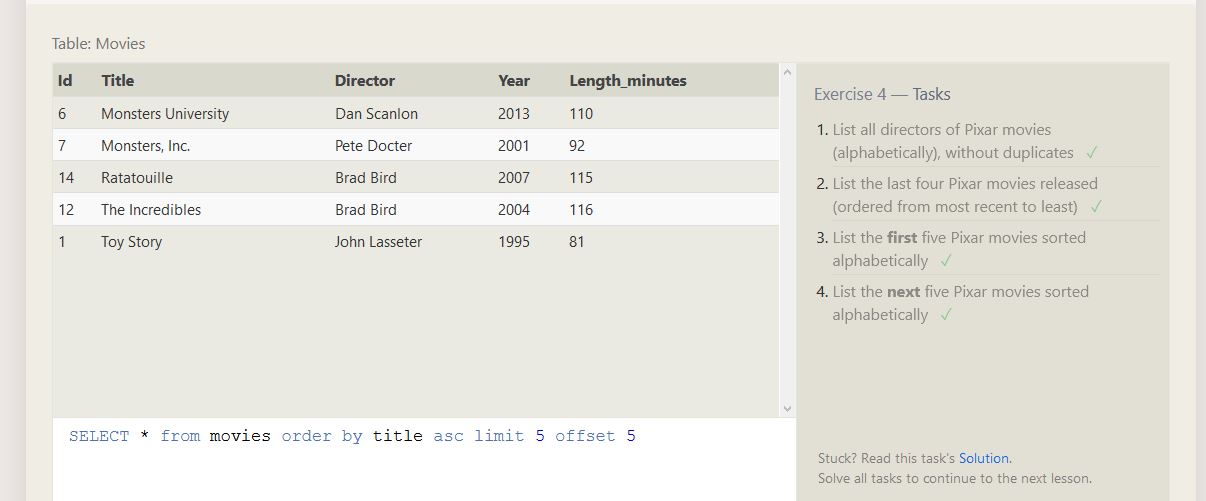 Table: Movies
Id Title Director Year Length_minutes
6 Monsters University Dan Scanlon 2013 110
7 Monsters, Inc. Pete Docter 2001 92
14 Ratatouille Brad Bird 2007 115
12 The Incredibles Brad Bird 2004 116
1 Toy Story John Lasseter 1995 81
SELECT * from movies order by title asc limit 5 offset 5
Exercise 4 — Tasks
1. List all directors of Pixar movies
(alphabetically), without duplicates ✓
2. List the last four Pixar movies released
(ordered from most recent to least) ✓
3. List the first five Pixar movies sorted
alphabetically ✓
4. List the next five Pixar movies sorted
alphabetically ✓
Stuck? Read this task's Solution.
Solve all tasks to continue to the next lesson.